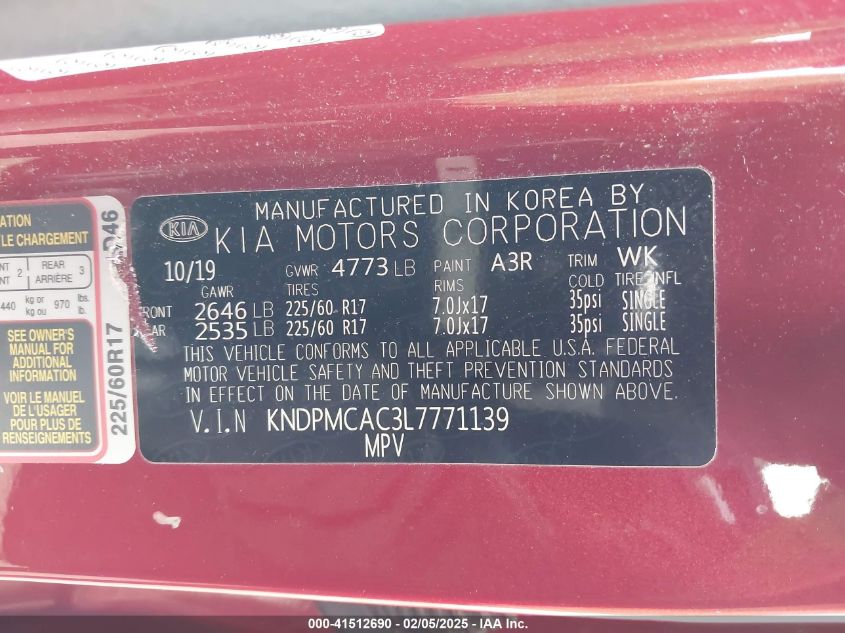 MANUFACTURED IN KOREA BY
KIA KIA MOTORS CORPORATION
10/19 GVWR 4773 LB PAINT A3R TRIM WK
GAWR TIRES RIMS COLD TIRE INFL
FRONT 2646 LB 225/60 R17 7.0Jx17 35psi SINGLE
2535 LB 225/60 R17 7.0Jx17 35psi SINGLE
THIS VEHICLE CONFORMS TO ALL APPLICABLE U.S.A. FEDERAL
MOTOR VEHICLE SAFETY AND THEFT PREVENTION STANDARDS
IN EFFECT ON THE DATE OF MANUFACTURE SHOWN ABOVE.
V.I.N KNDPMCAC3L7771139
MPV
CHARGEMENT
2 REAR 3
ARRIÈRE
440 kg or 970 lbs.
kg ou lb.
SEE OWNER'S
MANUAL FOR
ADDITIONAL
INFORMATION
VOIR LE MANUEL
DE L'USAGER
POUR PLUS DE
RENSEIGNEMENTS
225/60R17
000-41512690 - 02/05/2025 - IAA Inc.